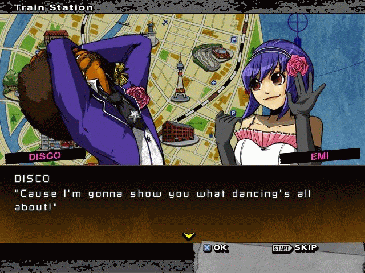 Train Station
DISCO
EMI
DISCO
"Cause I'm gonna show you what dancing's all
about!"
OK
START
SKIP